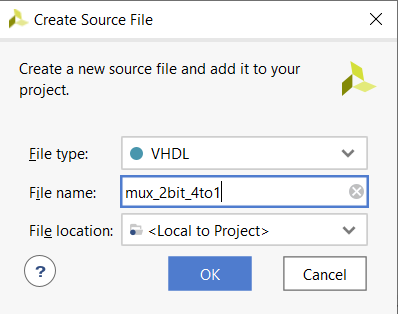 Create Source File
Create a new source file and add it to your
project.
File type: VHDL
File name: mux_2bit_4to1
File location: <Local to Project>
? OK Cancel